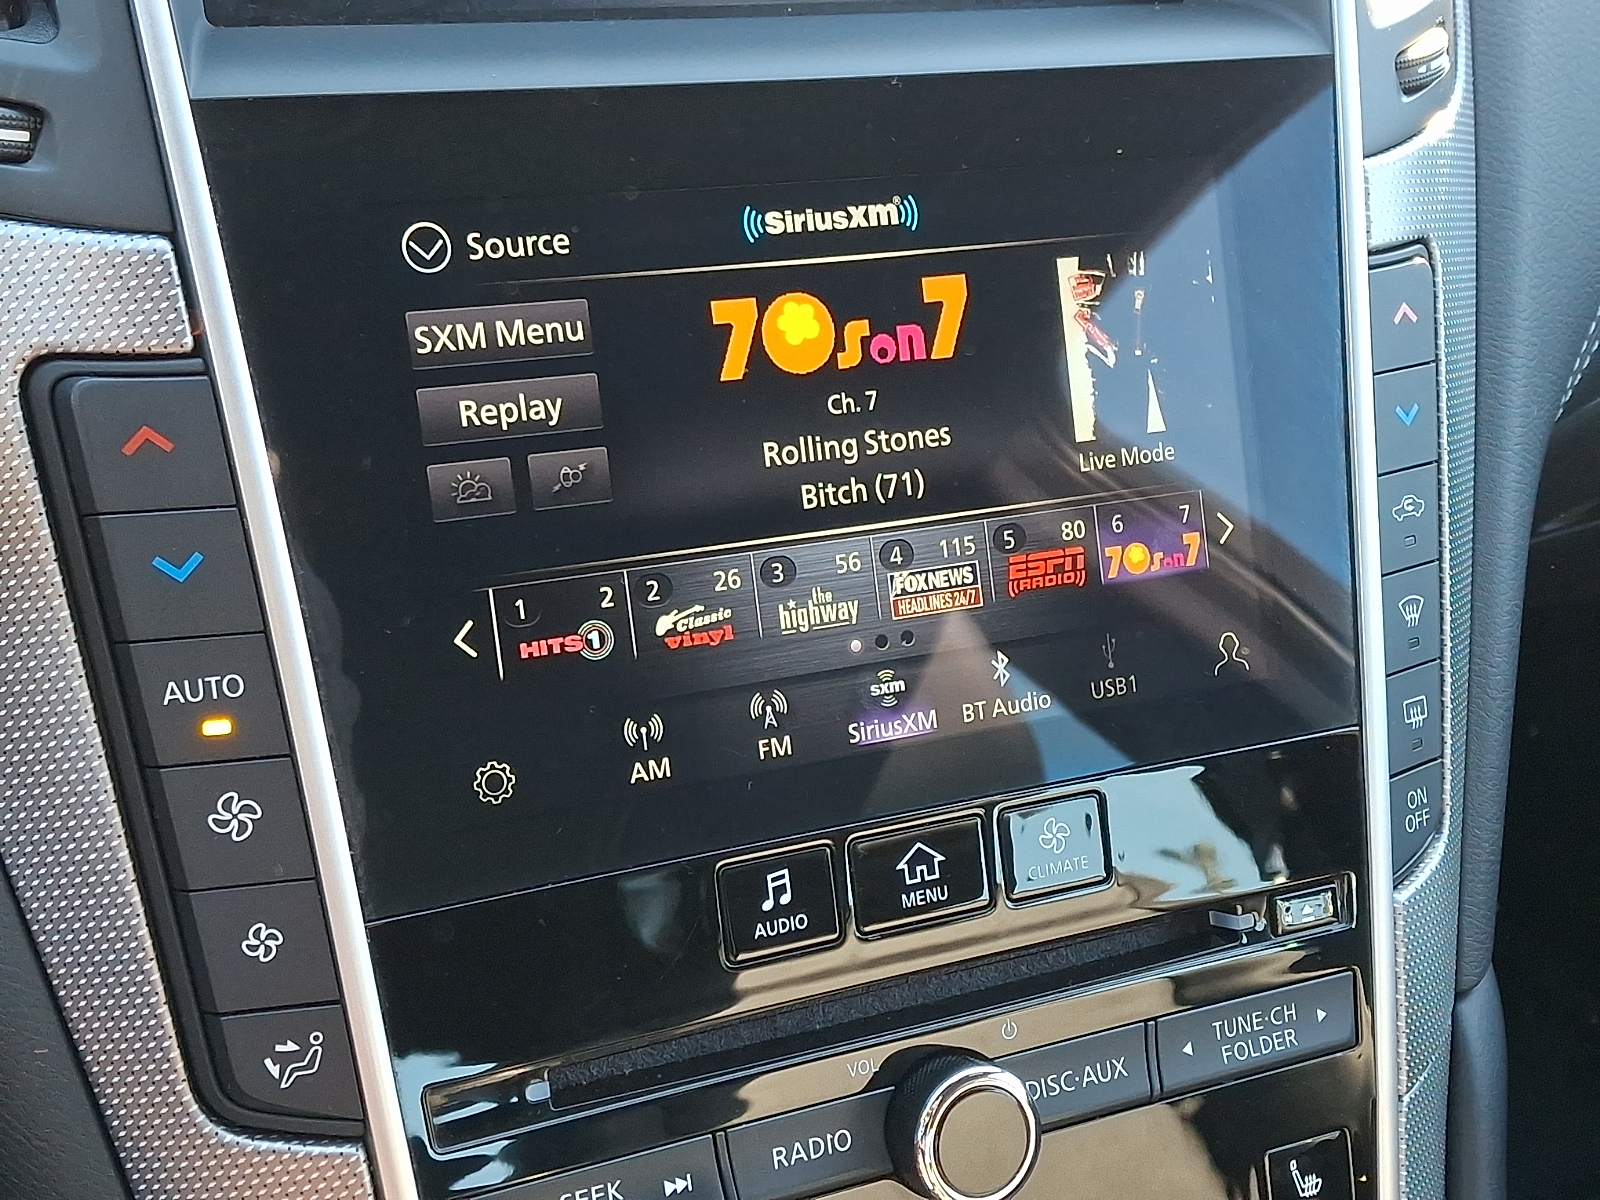 Source
SiriusXM®
SXM Menu
70s on 7
Replay
Ch. 7
Rolling Stones
Bitch (71)
Live Mode
1 2
HITS 1
2 26
Classic
vinyl
3 56
the
highway
4 115
FOX NEWS
HEADLINES 24/7
5 80
ESPN
RADIO
6 7
70s on 7
AM
FM
sxm
SiriusXM
BT Audio
USB1
AUTO
ON
OFF
AUDIO
MENU
CLIMATE
VOL
TUNE·CH
FOLDER
DISC·AUX
RADIO
SEEK